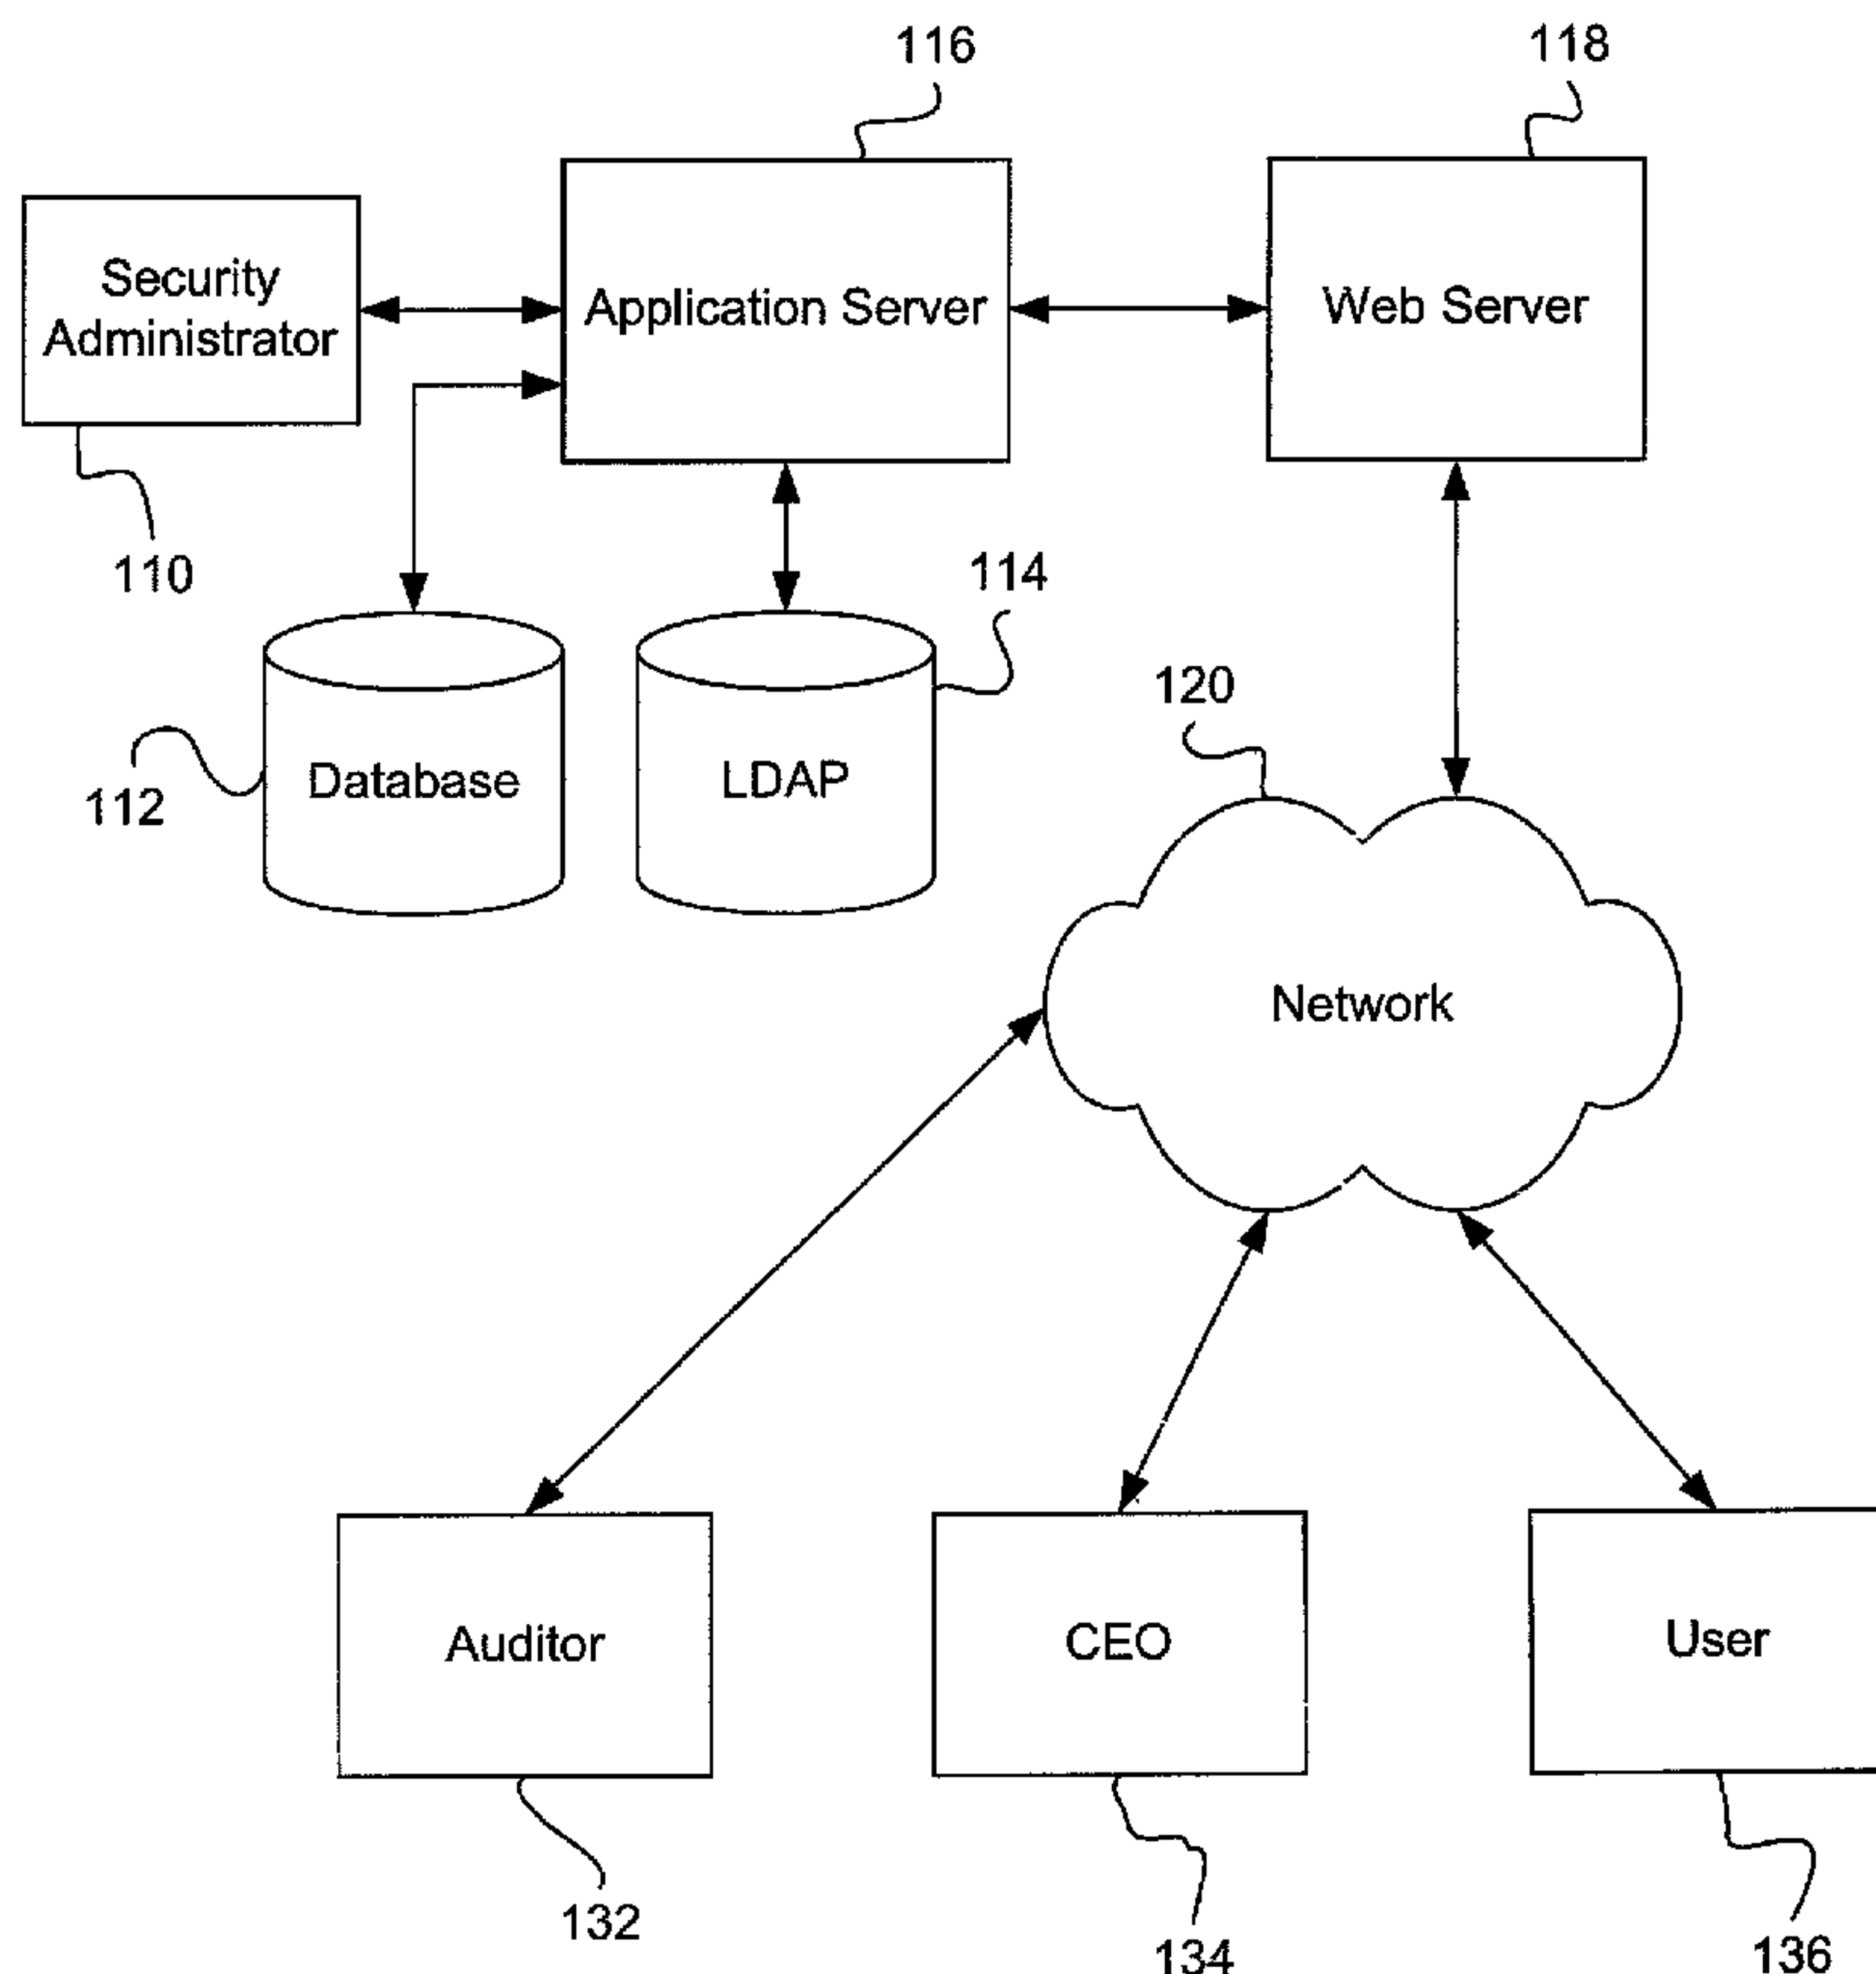 116
118
Security
Administrator
Application Server
Web Server
110
114
120
112
Database
LDAP
Network
Auditor
CEO
User
132
134
136